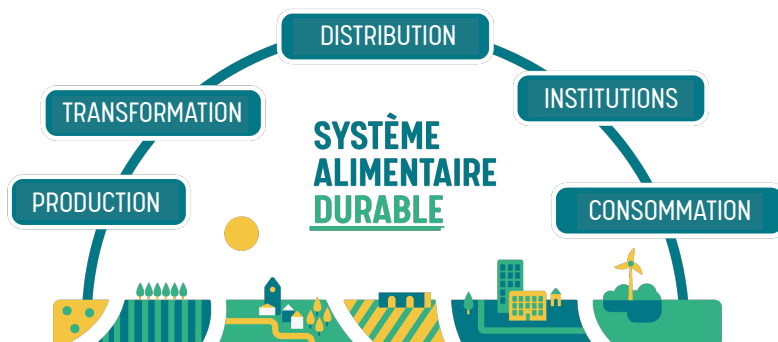 DISTRIBUTION
TRANSFORMATION
INSTITUTIONS
SYSTÈME
ALIMENTAIRE
DURABLE
PRODUCTION
CONSOMMATION